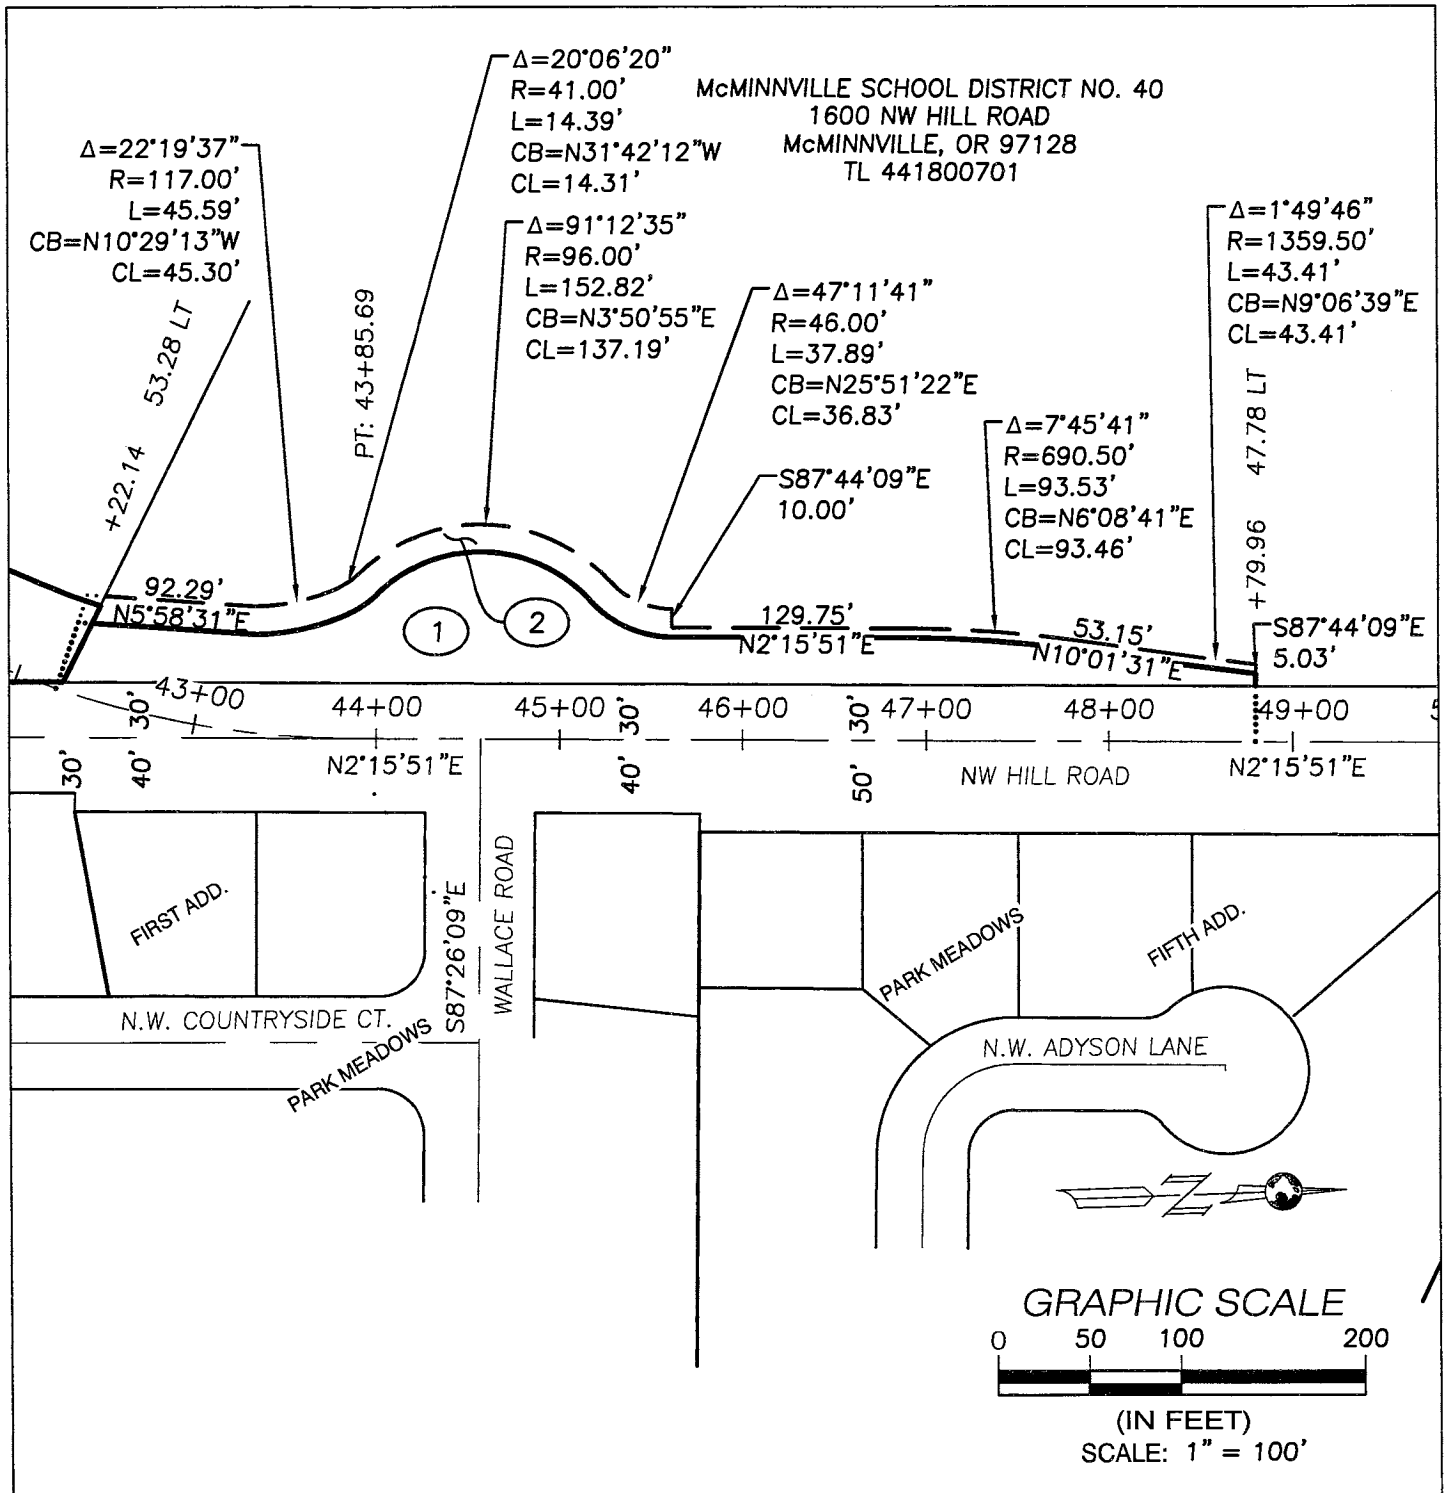 Δ=20°06'20"
R=41.00'
L=14.39'
CB=N31°42'12"W
CL=14.31'
McMINNVILLE SCHOOL DISTRICT NO. 40
1600 NW HILL ROAD
McMINNVILLE, OR 97128
TL 441800701
Δ=22°19'37"
R=117.00'
L=45.59'
CB=N10°29'13"W
CL=45.30'
Δ=91°12'35"
R=96.00'
L=152.82'
CB=N3°50'55"E
CL=137.19'
Δ=47°11'41"
R=46.00'
L=37.89'
CB=N25°51'22"E
CL=36.83'
Δ=1°49'46"
R=1359.50'
L=43.41'
CB=N9°06'39"E
CL=43.41'
+22.14 53.28 LT
PT: 43+85.69
S87°44'09"E
10.00'
Δ=7°45'41"
R=690.50'
L=93.53'
CB=N6°08'41"E
CL=93.46'
+79.96 47.78 LT
92.29'
N5°58'31"E
1
2
129.75'
N2°15'51"E
53.15'
N10°01'31"E
S87°44'09"E
5.03'
43+00
44+00
45+00
46+00
47+00
48+00
49+00
5
30'
30'
30'
30'
40'
40'
50'
N2°15'51"E
NW HILL ROAD
N2°15'51"E
FIRST ADD.
S87°26'09"E
WALLACE ROAD
PARK MEADOWS
FIFTH ADD.
N.W. COUNTRYSIDE CT.
PARK MEADOWS
N.W. ADYSON LANE
N
GRAPHIC SCALE
0 50 100 200
(IN FEET)
SCALE: 1" = 100'